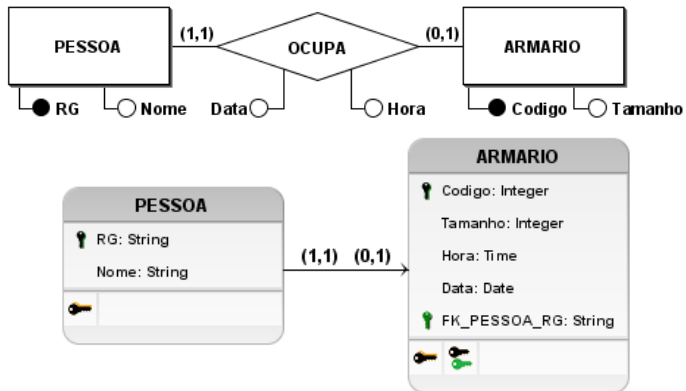 PESSOA (1,1) OCUPA (0,1) ARMARIO
RG Nome Data Hora Codigo Tamanho
PESSOA
RG: String
Nome: String
(1,1) (0,1)
ARMARIO
Codigo: Integer
Tamanho: Integer
Hora: Time
Data: Date
FK_PESSOA_RG: String